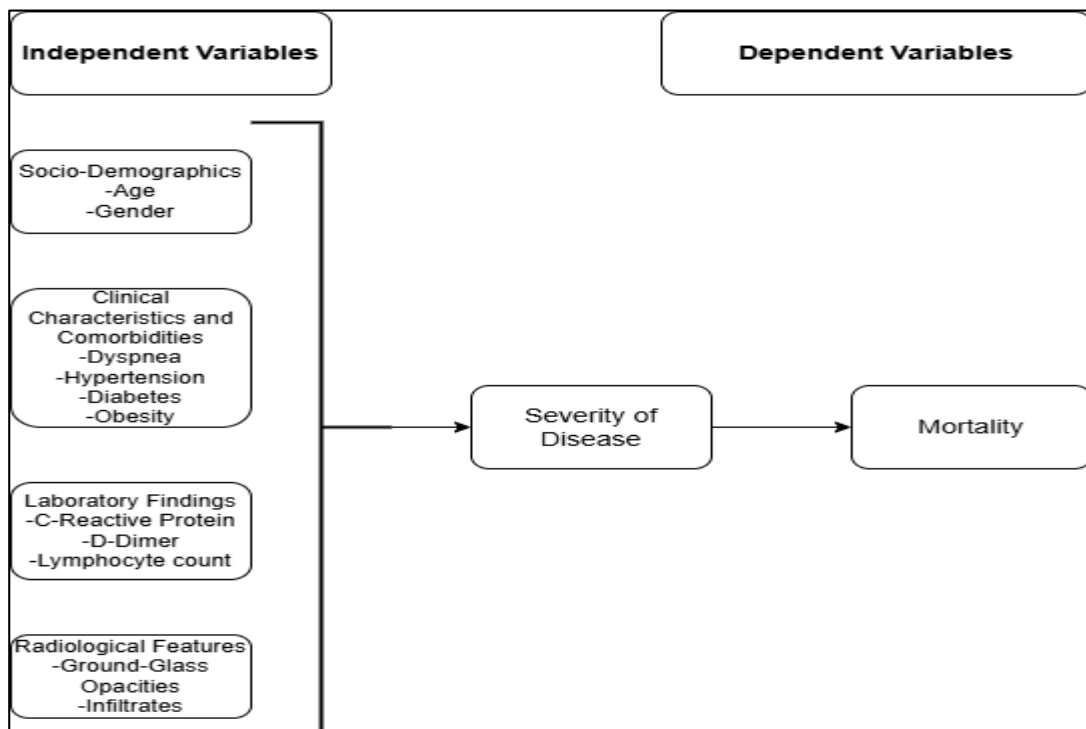 Independent Variables
Dependent Variables
Socio-Demographics
-Age
-Gender
Clinical
Characteristics and
Comorbidities
-Dyspnea
-Hypertension
-Diabetes
-Obesity
Severity of
Disease
Mortality
Laboratory Findings
-C-Reactive Protein
-D-Dimer
-Lymphocyte count
Radiological Features
-Ground-Glass
Opacities
-Infiltrates